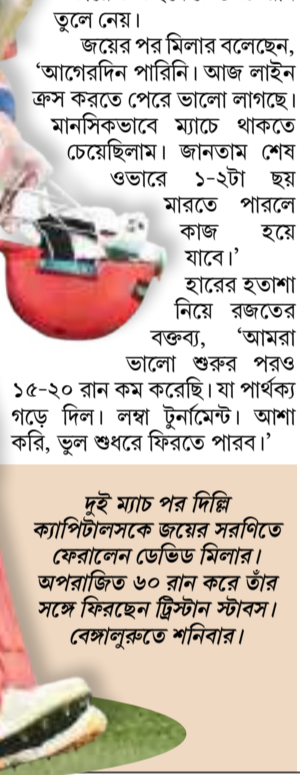 তুলে নেয়।
জয়ের পর মিলার বলেছেন,
‘আগেরদিন পারিনি। আজ লাইন
ক্রস করতে পেরে ভালো লাগছে।
মানসিকভাবে ম্যাচে থাকতে
চেয়েছিলাম। জানতাম শেষ
ওভারে ১-২টা ছয়
মারতে পারলে
কাজ হয়ে
যাবে।’
হারের হতাশা
নিয়ে রজতের
বক্তব্য, ‘আমরা
ভালো শুরুর পরও
১৫-২০ রান কম করেছি। যা পার্থক্য
গড়ে দিল। লম্বা টুর্নামেন্ট। আশা
করি, ভুল শুধরে ফিরতে পারব।’
দুই ম্যাচ পর দিল্লি
ক্যাপিটালসকে জয়ের সরণিতে
ফেরালেন ডেভিড মিলার।
অপরাজিত ৬০ রান করে তাঁর
সঙ্গে ফিরছেন ট্রিস্টান স্টাবস।
বেঙ্গালুরুতে শনিবার।